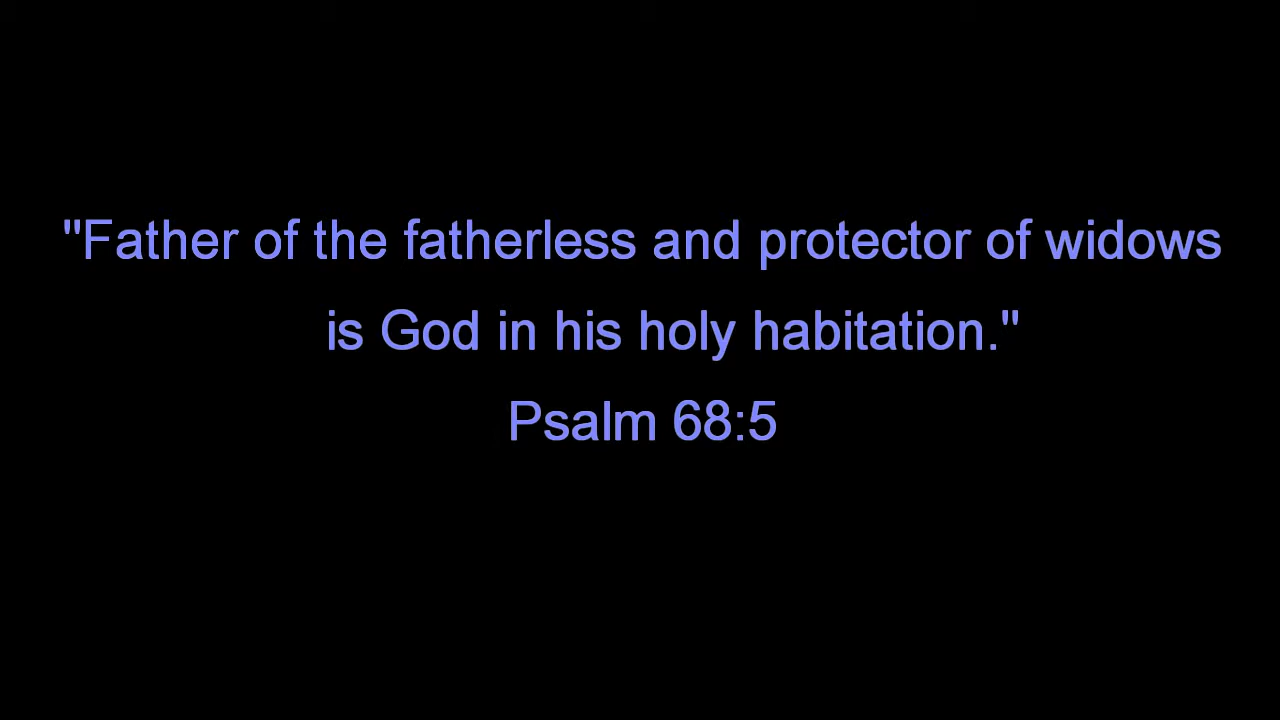 "Father of the fatherless and protector of widows
is God in his holy habitation."
Psalm 68:5